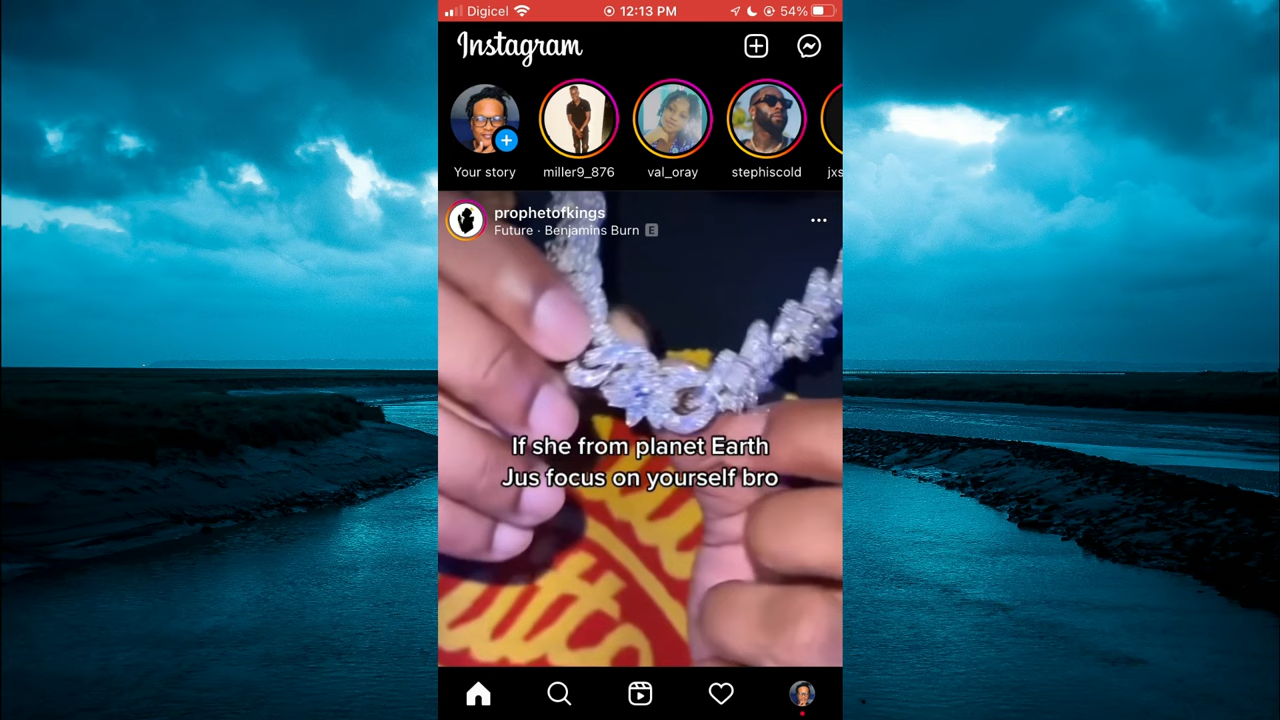 Digicel 12:13 PM 54%
Instagram
Your story miller9_876 val_oray stephiscold jxs
prophetofkings
Future · Benjamins Burn E
If she from planet Earth
Jus focus on yourself bro